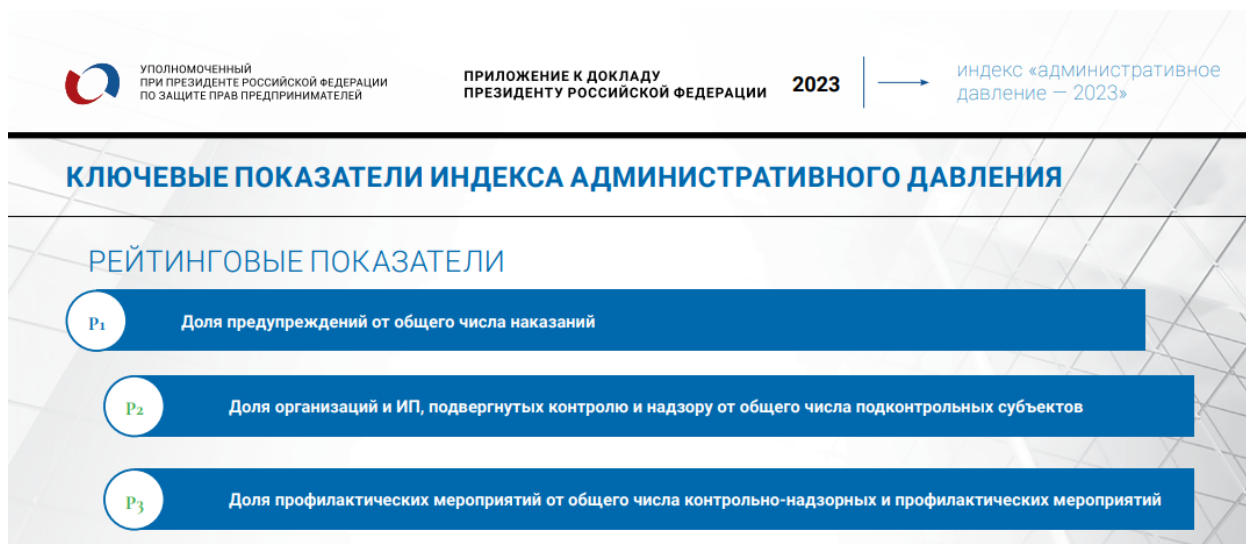 УПОЛНОМОЧЕННЫЙ
ПРИ ПРЕЗИДЕНТЕ РОССИЙСКОЙ ФЕДЕРАЦИИ
ПО ЗАЩИТЕ ПРАВ ПРЕДПРИНИМАТЕЛЕЙ
ПРИЛОЖЕНИЕ К ДОКЛАДУ
ПРЕЗИДЕНТУ РОССИЙСКОЙ ФЕДЕРАЦИИ
2023
индекс «административное
давление — 2023»
КЛЮЧЕВЫЕ ПОКАЗАТЕЛИ ИНДЕКСА АДМИНИСТРАТИВНОГО ДАВЛЕНИЯ
РЕЙТИНГОВЫЕ ПОКАЗАТЕЛИ
P1 Доля предупреждений от общего числа наказаний
P2 Доля организаций и ИП, подвергнутых контролю и надзору от общего числа подконтрольных субъектов
P3 Доля профилактических мероприятий от общего числа контрольно-надзорных и профилактических мероприятий